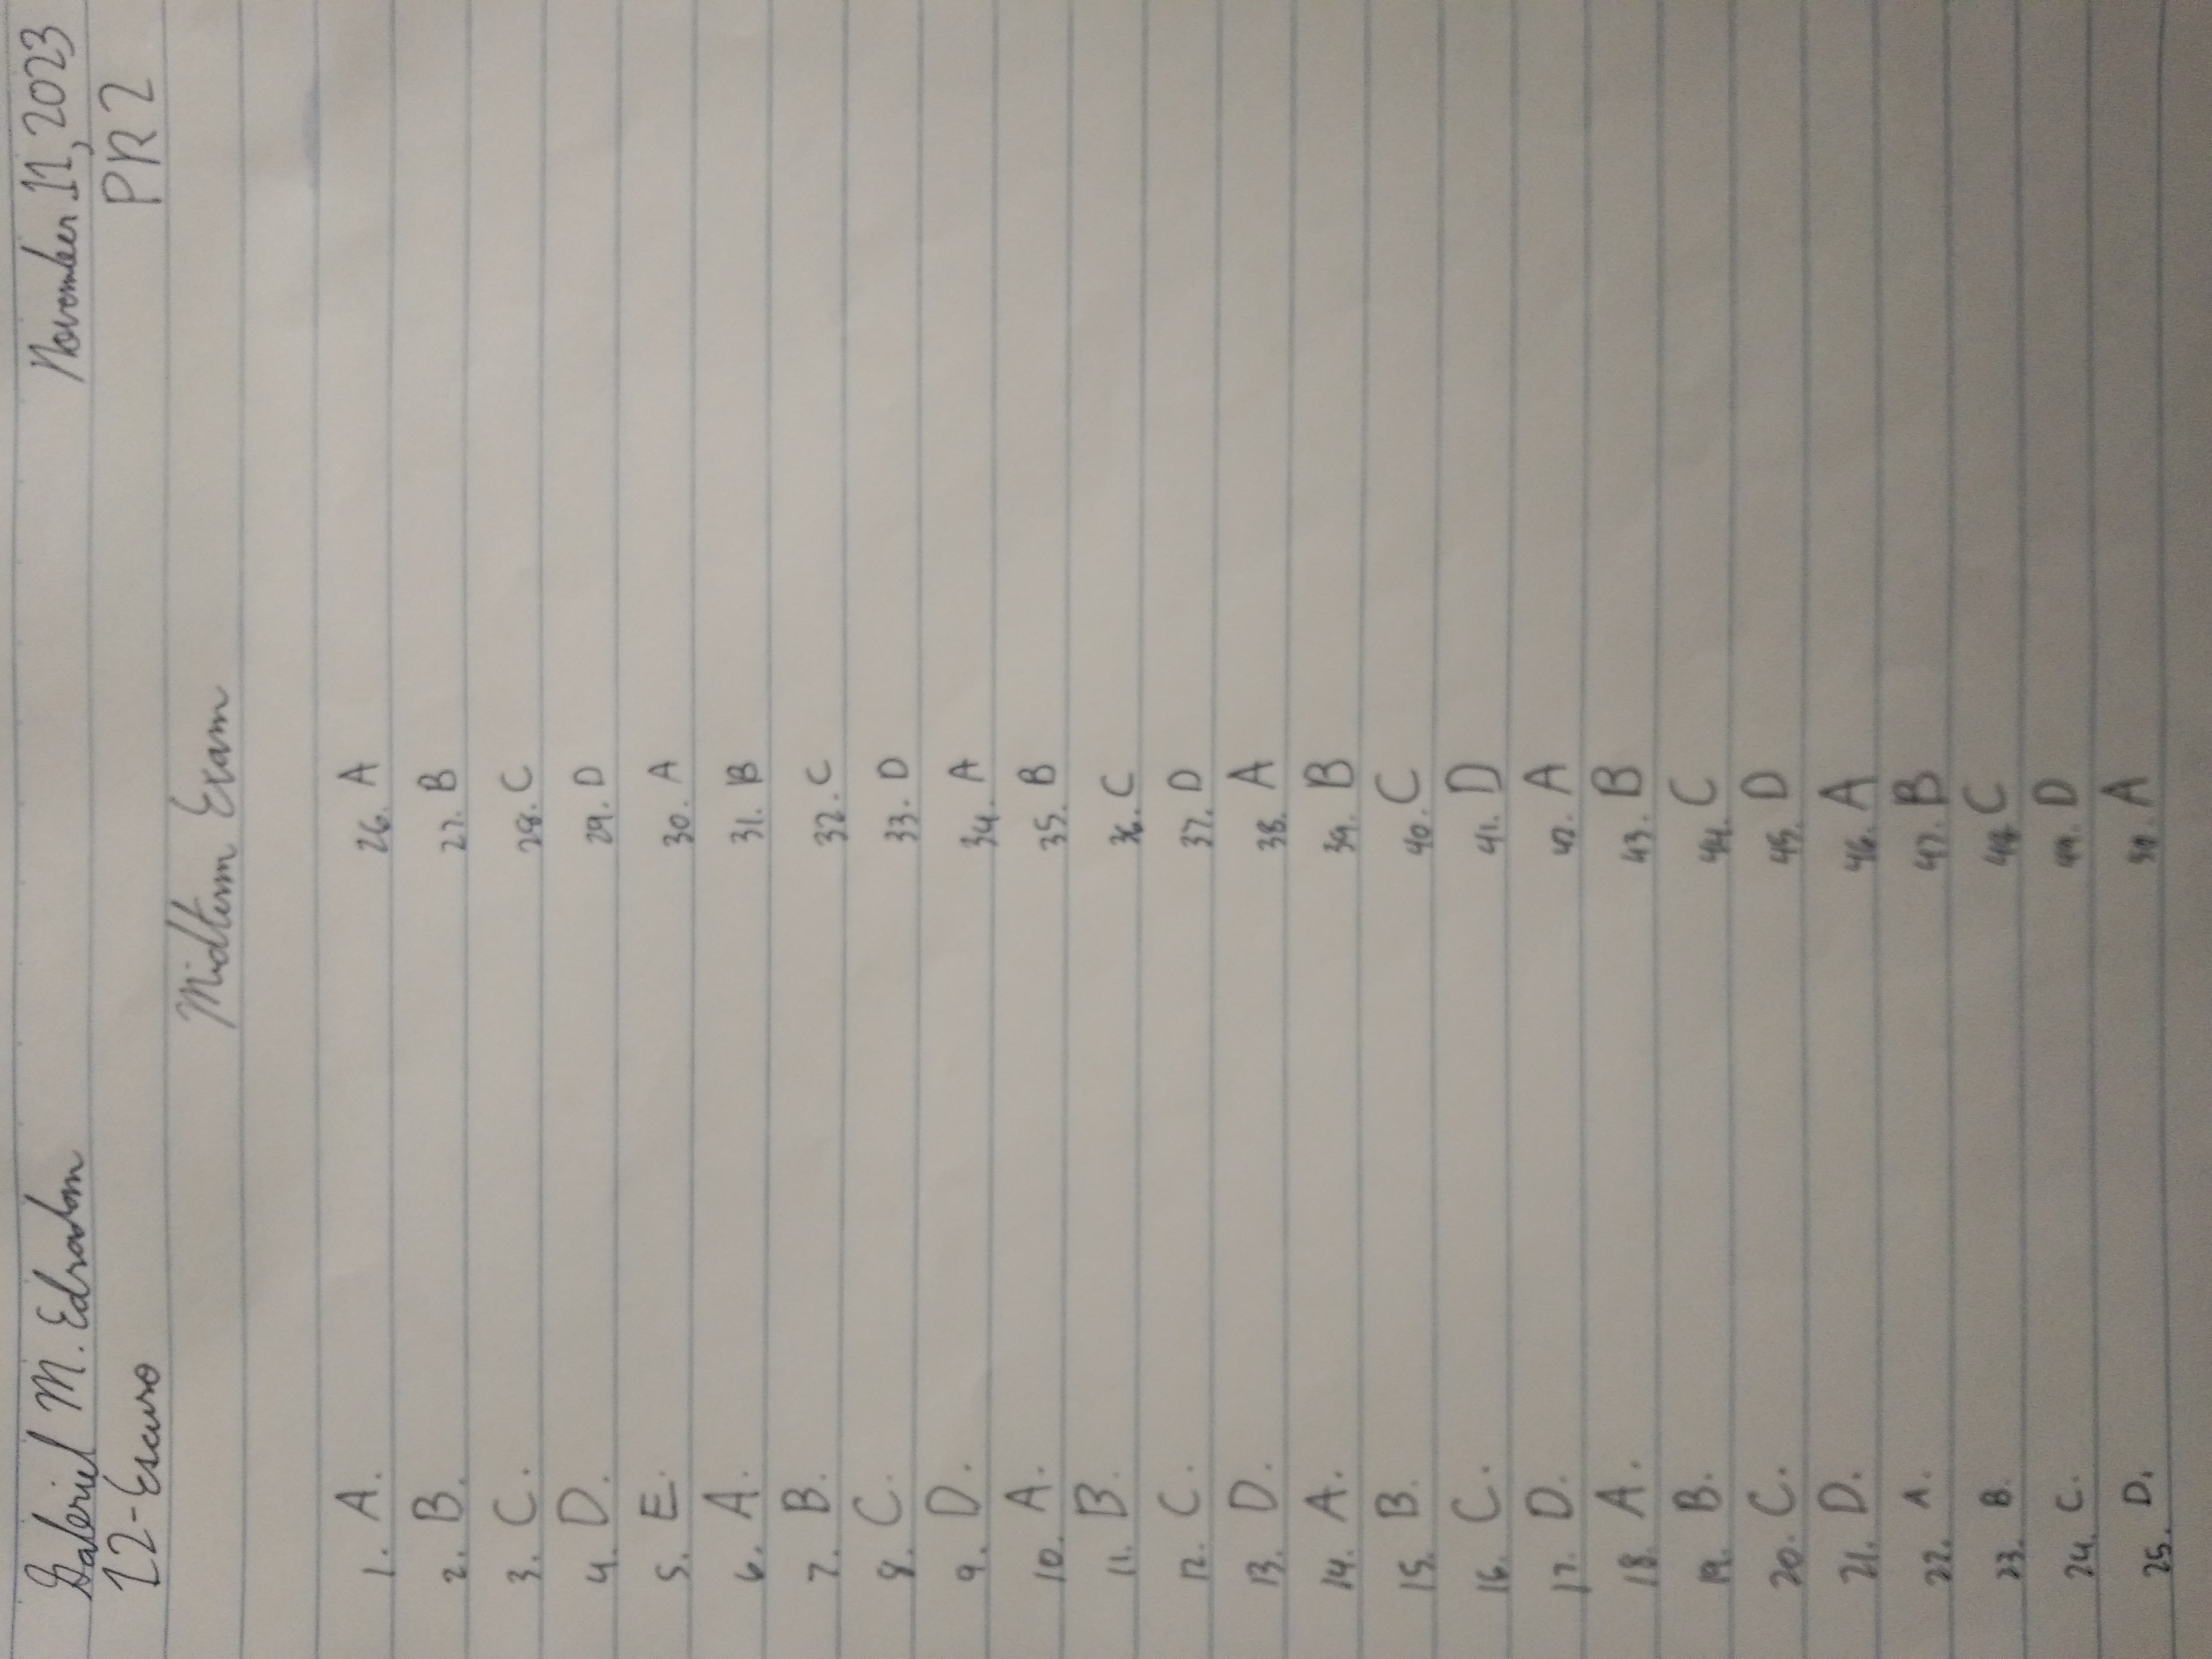 Gabriel M. Edradan
November 11, 2023
12-Escuro
PR 2
Midterm Exam
1. A.
2. B.
3. C.
4. D.
5. E.
6. A.
7. B.
8. C.
9. D.
10. A.
11. B.
12. C.
13. D.
14. A.
15. B.
16. C.
17. D.
18. A.
19. B.
20. C.
21. D.
22. A.
23. B.
24. C.
25. D.
26. A
27. B
28. C
29. D
30. A
31. B
32. C
33. D
34. A
35. B
36. C
37. D
38. A
39. B
40. C
41. D
42. A
43. B
44. C
45. D
46. A
47. B
48. C
49. D
50. A